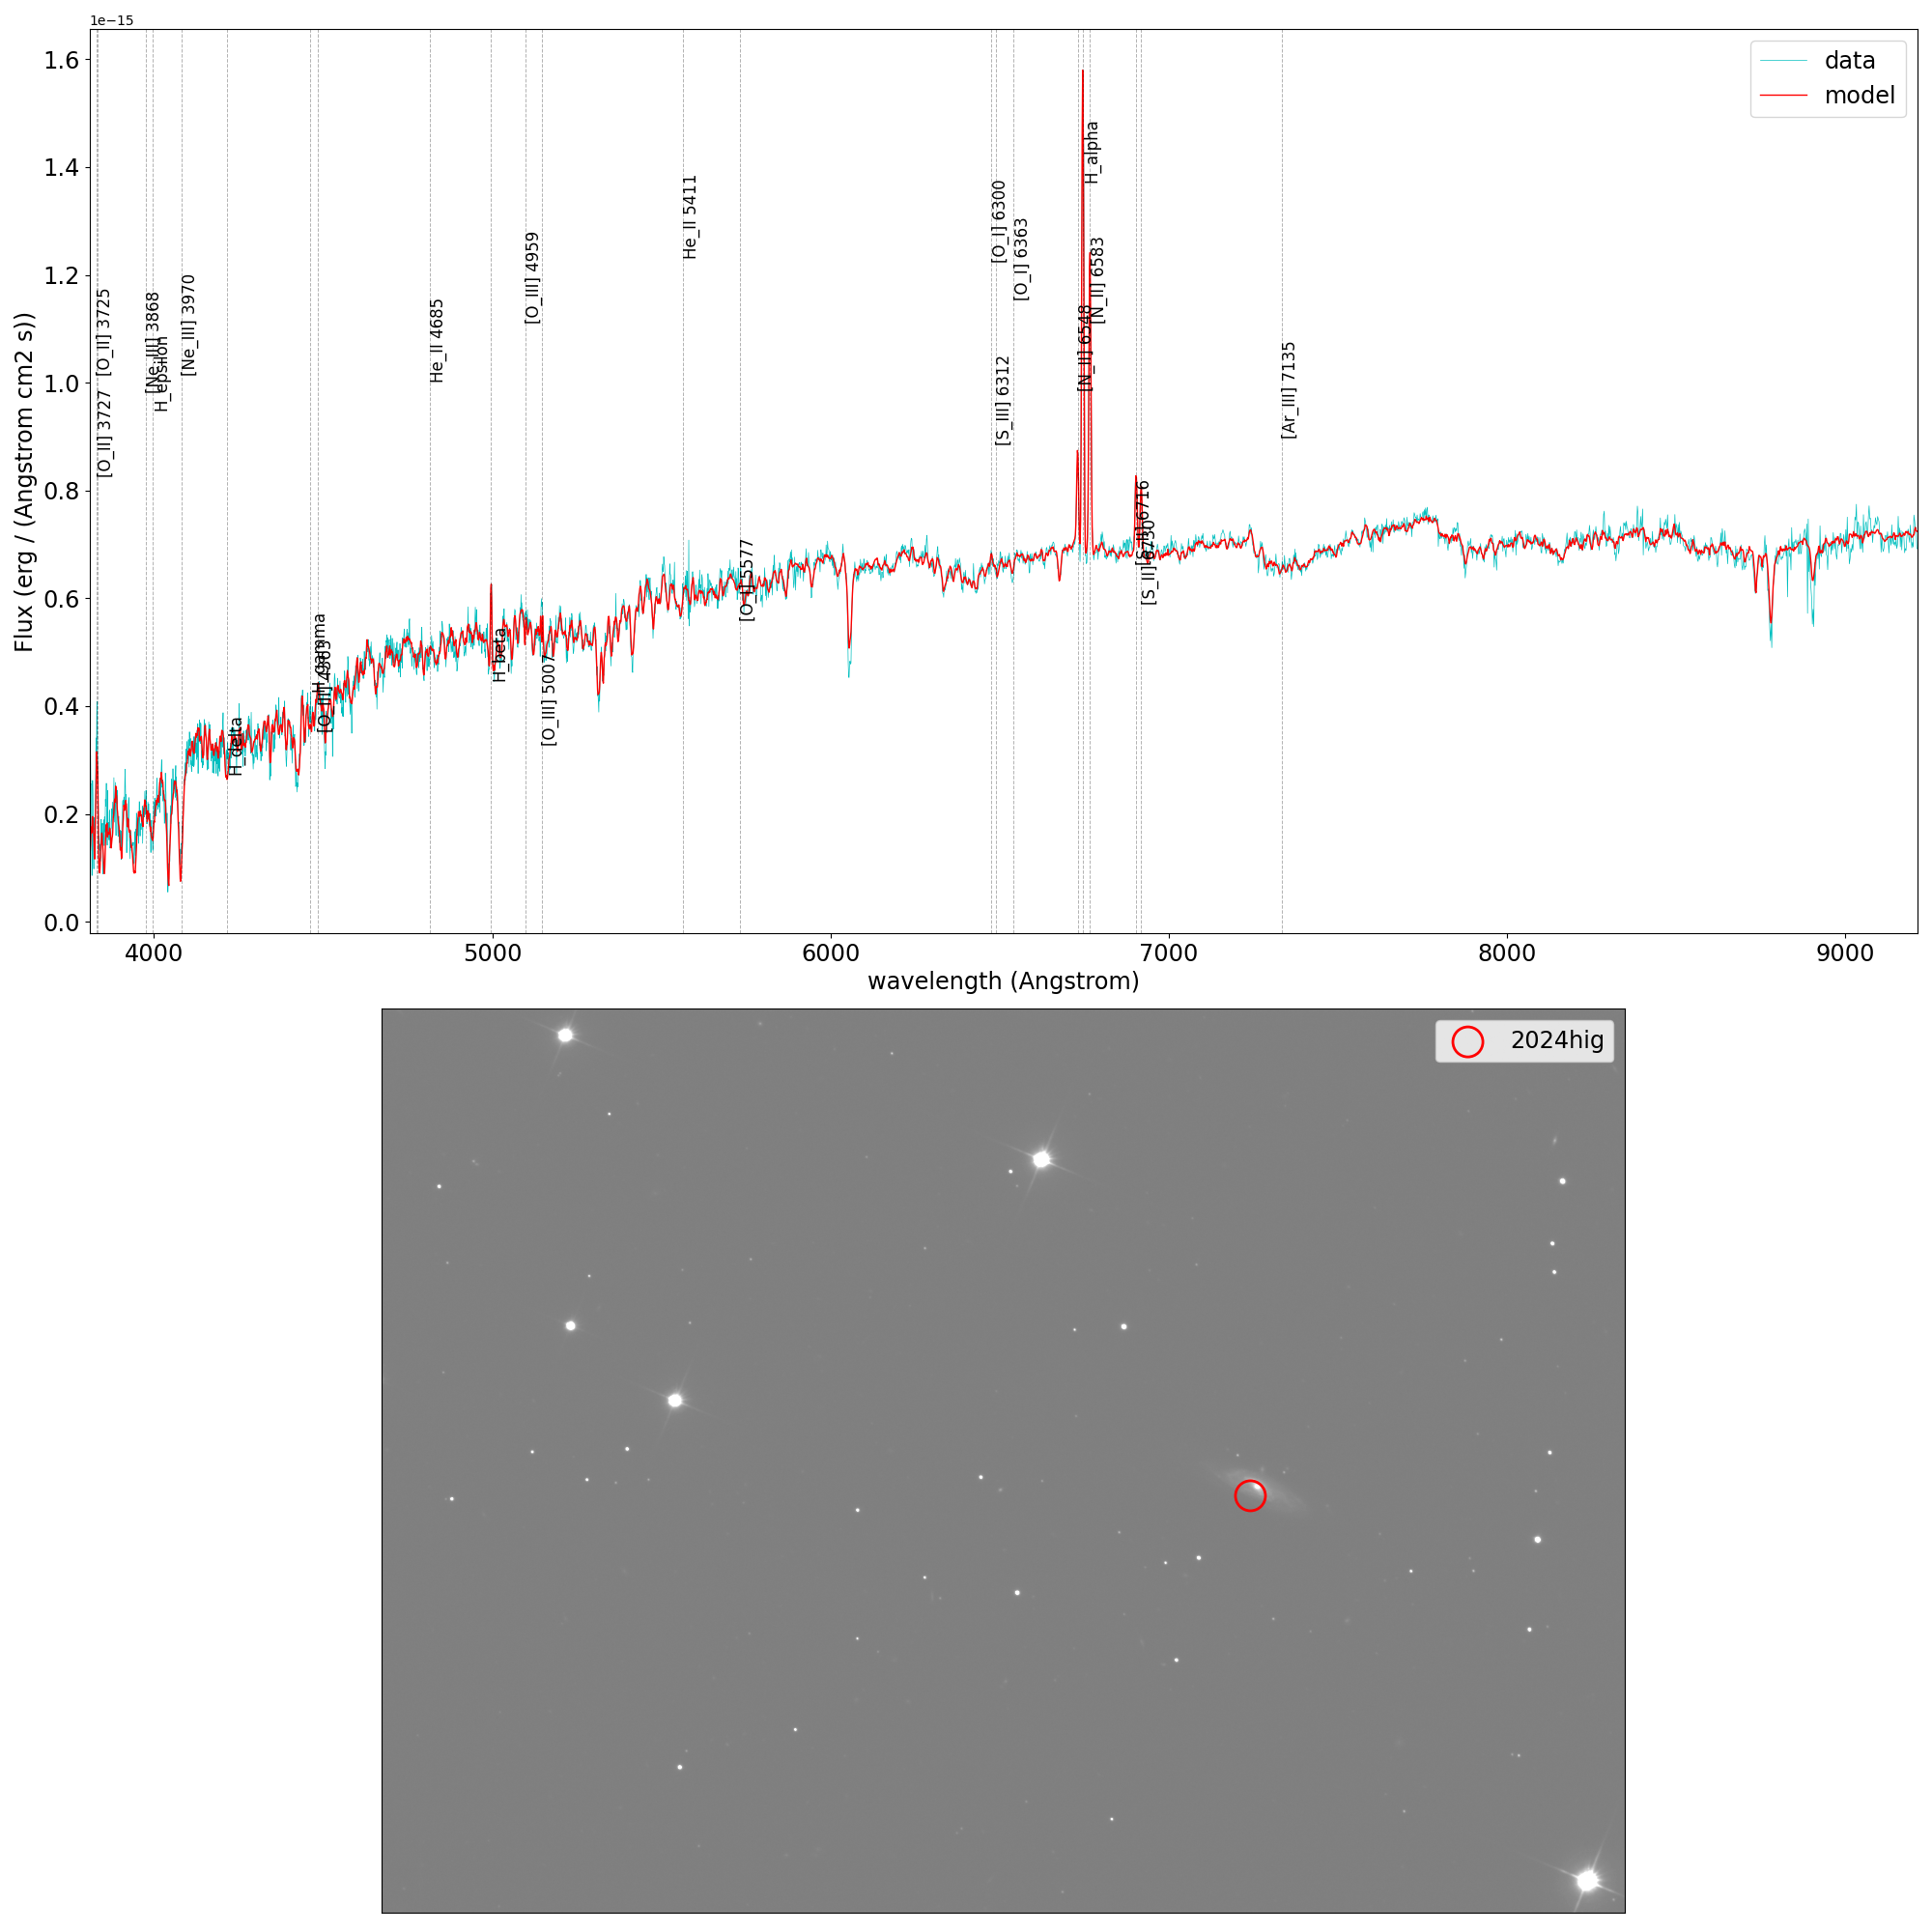 1e−15
data
model
1.6
1.4
1.2
1.0
0.8
0.6
0.4
0.2
0.0
Flux (erg / (Angstrom cm2 s))
[O_II] 3725
[O_II] 3727
[Ne_III] 3868
H_epsilon
[Ne_III] 3970
H_delta
H_gamma
[O_III] 4363
He_II 4685
H_beta
[O_III] 4959
[O_III] 5007
He_II 5411
[O_I] 5577
[O_I] 6300
[S_III] 6312
[O_I] 6363
[N_II] 6548
H_alpha
[N_II] 6583
[S_II] 6716
[S_II] 6730
[Ar_III] 7135
4000
5000
6000
7000
8000
9000
wavelength (Angstrom)
2024hig